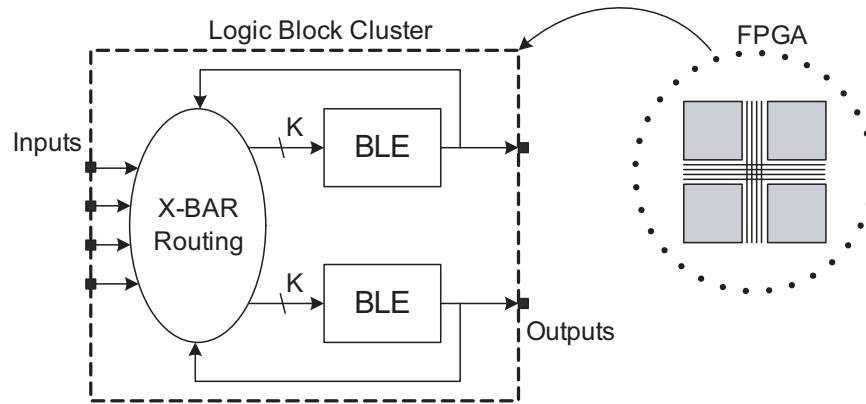 Logic Block Cluster
FPGA
Inputs
K
BLE
X-BAR
Routing
K
BLE
Outputs